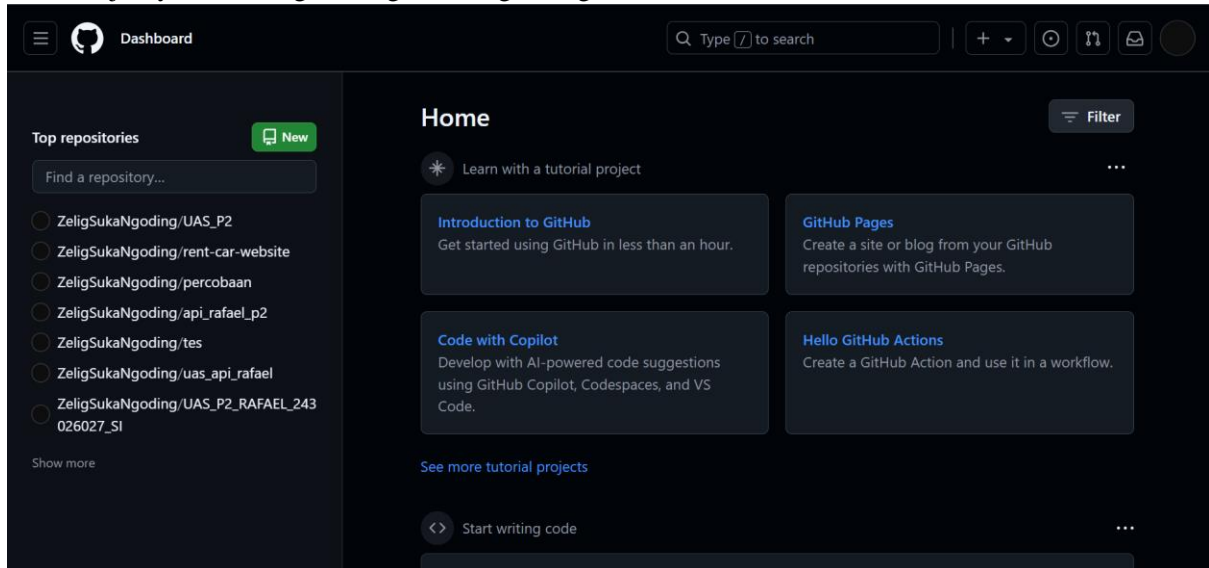 Dashboard
Type / to search
Top repositories
New
Find a repository...
ZeligSukaNgoding/UAS_P2
ZeligSukaNgoding/rent-car-website
ZeligSukaNgoding/percobaan
ZeligSukaNgoding/api_rafael_p2
ZeligSukaNgoding/tes
ZeligSukaNgoding/uas_api_rafael
ZeligSukaNgoding/UAS_P2_RAFAEL_243
026027_SI
Show more
Home
Filter
Learn with a tutorial project
Introduction to GitHub
Get started using GitHub in less than an hour.
GitHub Pages
Create a site or blog from your GitHub
repositories with GitHub Pages.
Code with Copilot
Develop with AI-powered code suggestions
using GitHub Copilot, Codespaces, and VS
Code.
Hello GitHub Actions
Create a GitHub Action and use it in a workflow.
See more tutorial projects
Start writing code